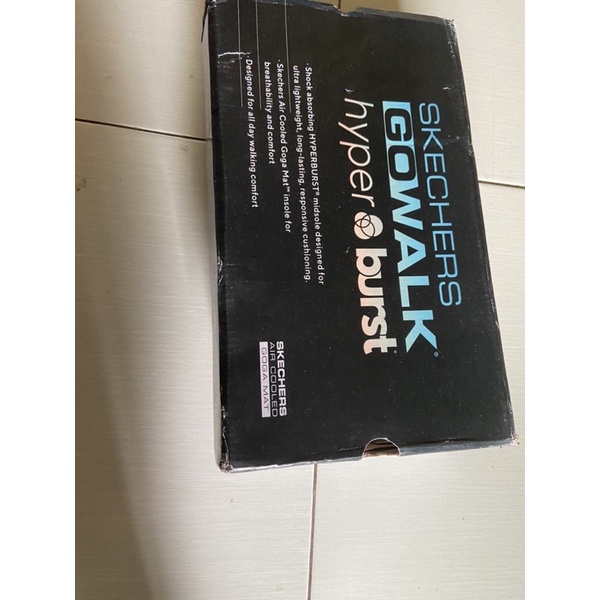 SKECHERS
GOWALK®
hyper burst®
· Shock absorbing HYPERBURST® midsole designed for
ultra lightweight, long-lasting, responsive cushioning.
· Skechers Air Cooled Goga Mat™ insole for
breathability and comfort
· Designed for all day walking comfort
SKECHERS
AIR COOLED
GOGA MAT